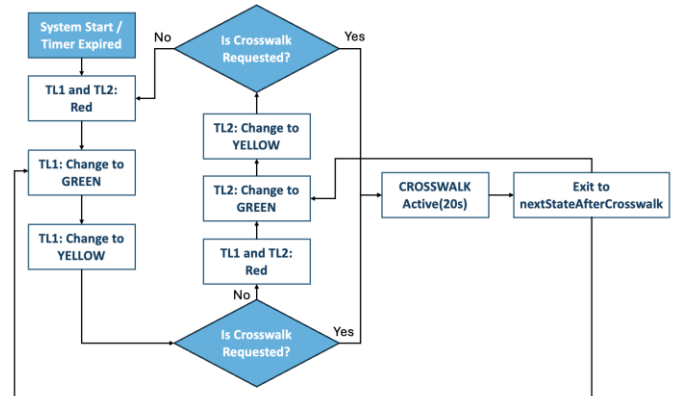 System Start /
Timer Expired
TL1 and TL2:
Red
TL1: Change to
GREEN
TL1: Change to
YELLOW
Is Crosswalk
Requested?
No
Yes
TL2: Change to
YELLOW
TL2: Change to
GREEN
TL1 and TL2:
Red
No
Is Crosswalk
Requested?
Yes
CROSSWALK
Active(20s)
Exit to
nextStateAfterCrosswalk